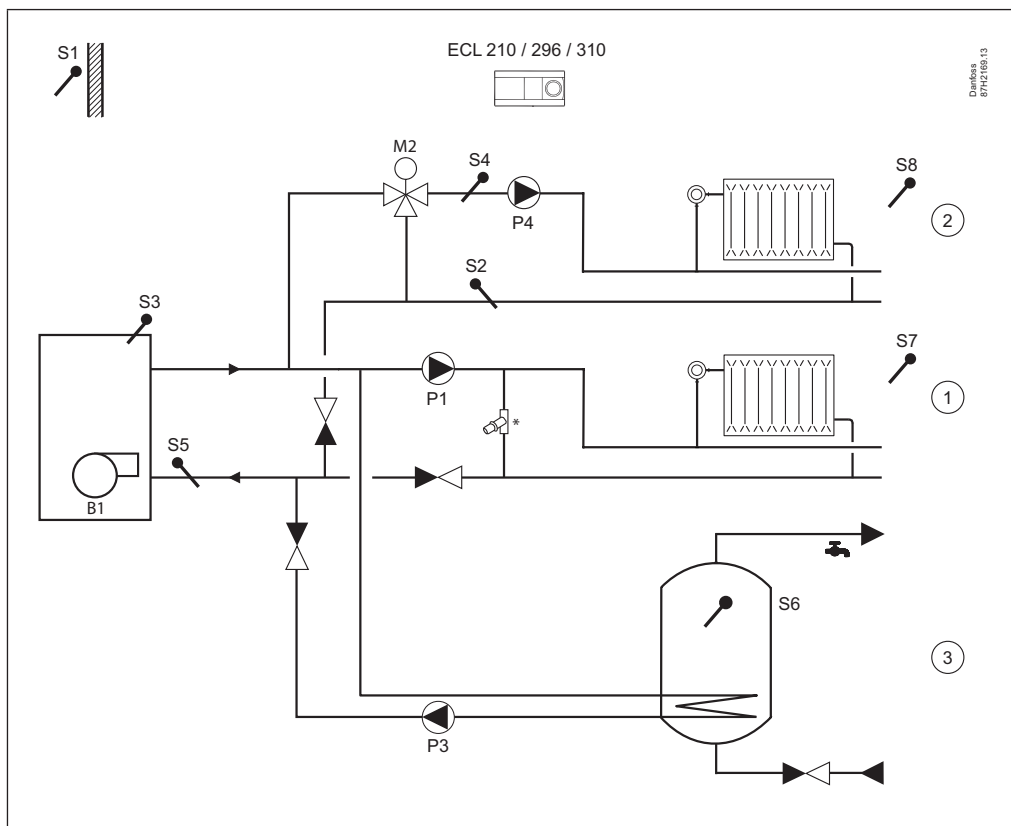 S1
ECL 210 / 296 / 310
Danfoss
87H2169.13
M2
S4
S8
P4
2
S2
S3
S7
P1
1
*
S5
B1
S6
3
P3